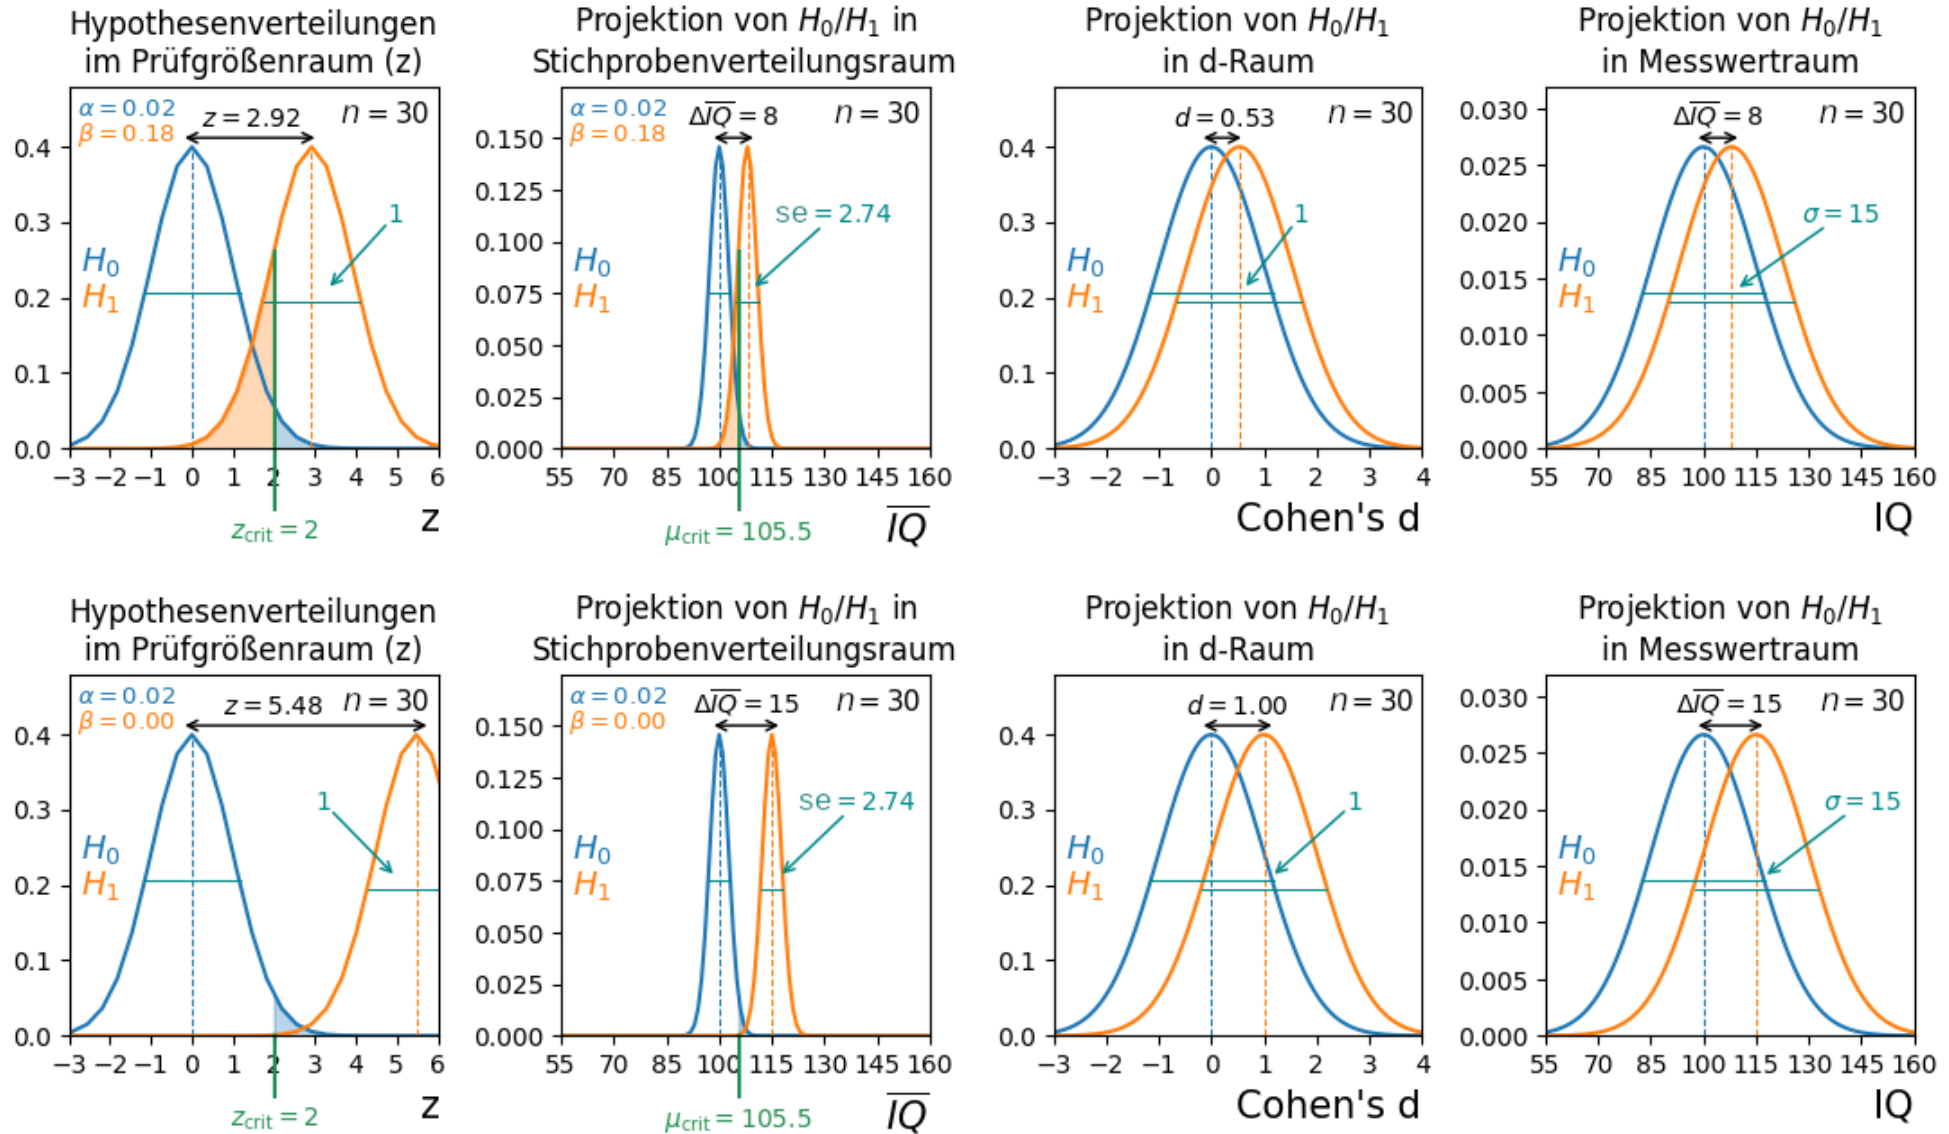 Hypothesenverteilungen
im Prüfgrößenraum (z)
α = 0.02
β = 0.18
z = 2.92
n = 30
1
H₀
H₁
0.4
0.3
0.2
0.1
0.0
−3 −2 −1 0 1 2 3 4 5 6
z_crit = 2
z
Projektion von H₀/H₁ in
Stichprobenverteilungsraum
α = 0.02
β = 0.18
ΔI̅Q̅ = 8
n = 30
se = 2.74
H₀
H₁
0.150
0.125
0.100
0.075
0.050
0.025
0.000
55 70 85 100 115 130 145 160
μ_crit = 105.5
I̅Q̅
Projektion von H₀/H₁
in d-Raum
d = 0.53
n = 30
1
H₀
H₁
0.4
0.3
0.2
0.1
0.0
−3 −2 −1 0 1 2 3 4
Cohen's d
Projektion von H₀/H₁
in Messwertraum
ΔI̅Q̅ = 8
n = 30
σ = 15
H₀
H₁
0.030
0.025
0.020
0.015
0.010
0.005
0.000
55 70 85 100 115 130 145 160
IQ
Hypothesenverteilungen
im Prüfgrößenraum (z)
α = 0.02
β = 0.00
z = 5.48
n = 30
1
H₀
H₁
0.4
0.3
0.2
0.1
0.0
−3 −2 −1 0 1 2 3 4 5 6
z_crit = 2
z
Projektion von H₀/H₁ in
Stichprobenverteilungsraum
α = 0.02
β = 0.00
ΔI̅Q̅ = 15
n = 30
se = 2.74
H₀
H₁
0.150
0.125
0.100
0.075
0.050
0.025
0.000
55 70 85 100 115 130 145 160
μ_crit = 105.5
I̅Q̅
Projektion von H₀/H₁
in d-Raum
d = 1.00
n = 30
1
H₀
H₁
0.4
0.3
0.2
0.1
0.0
−3 −2 −1 0 1 2 3 4
Cohen's d
Projektion von H₀/H₁
in Messwertraum
ΔI̅Q̅ = 15
n = 30
σ = 15
H₀
H₁
0.030
0.025
0.020
0.015
0.010
0.005
0.000
55 70 85 100 115 130 145 160
IQ